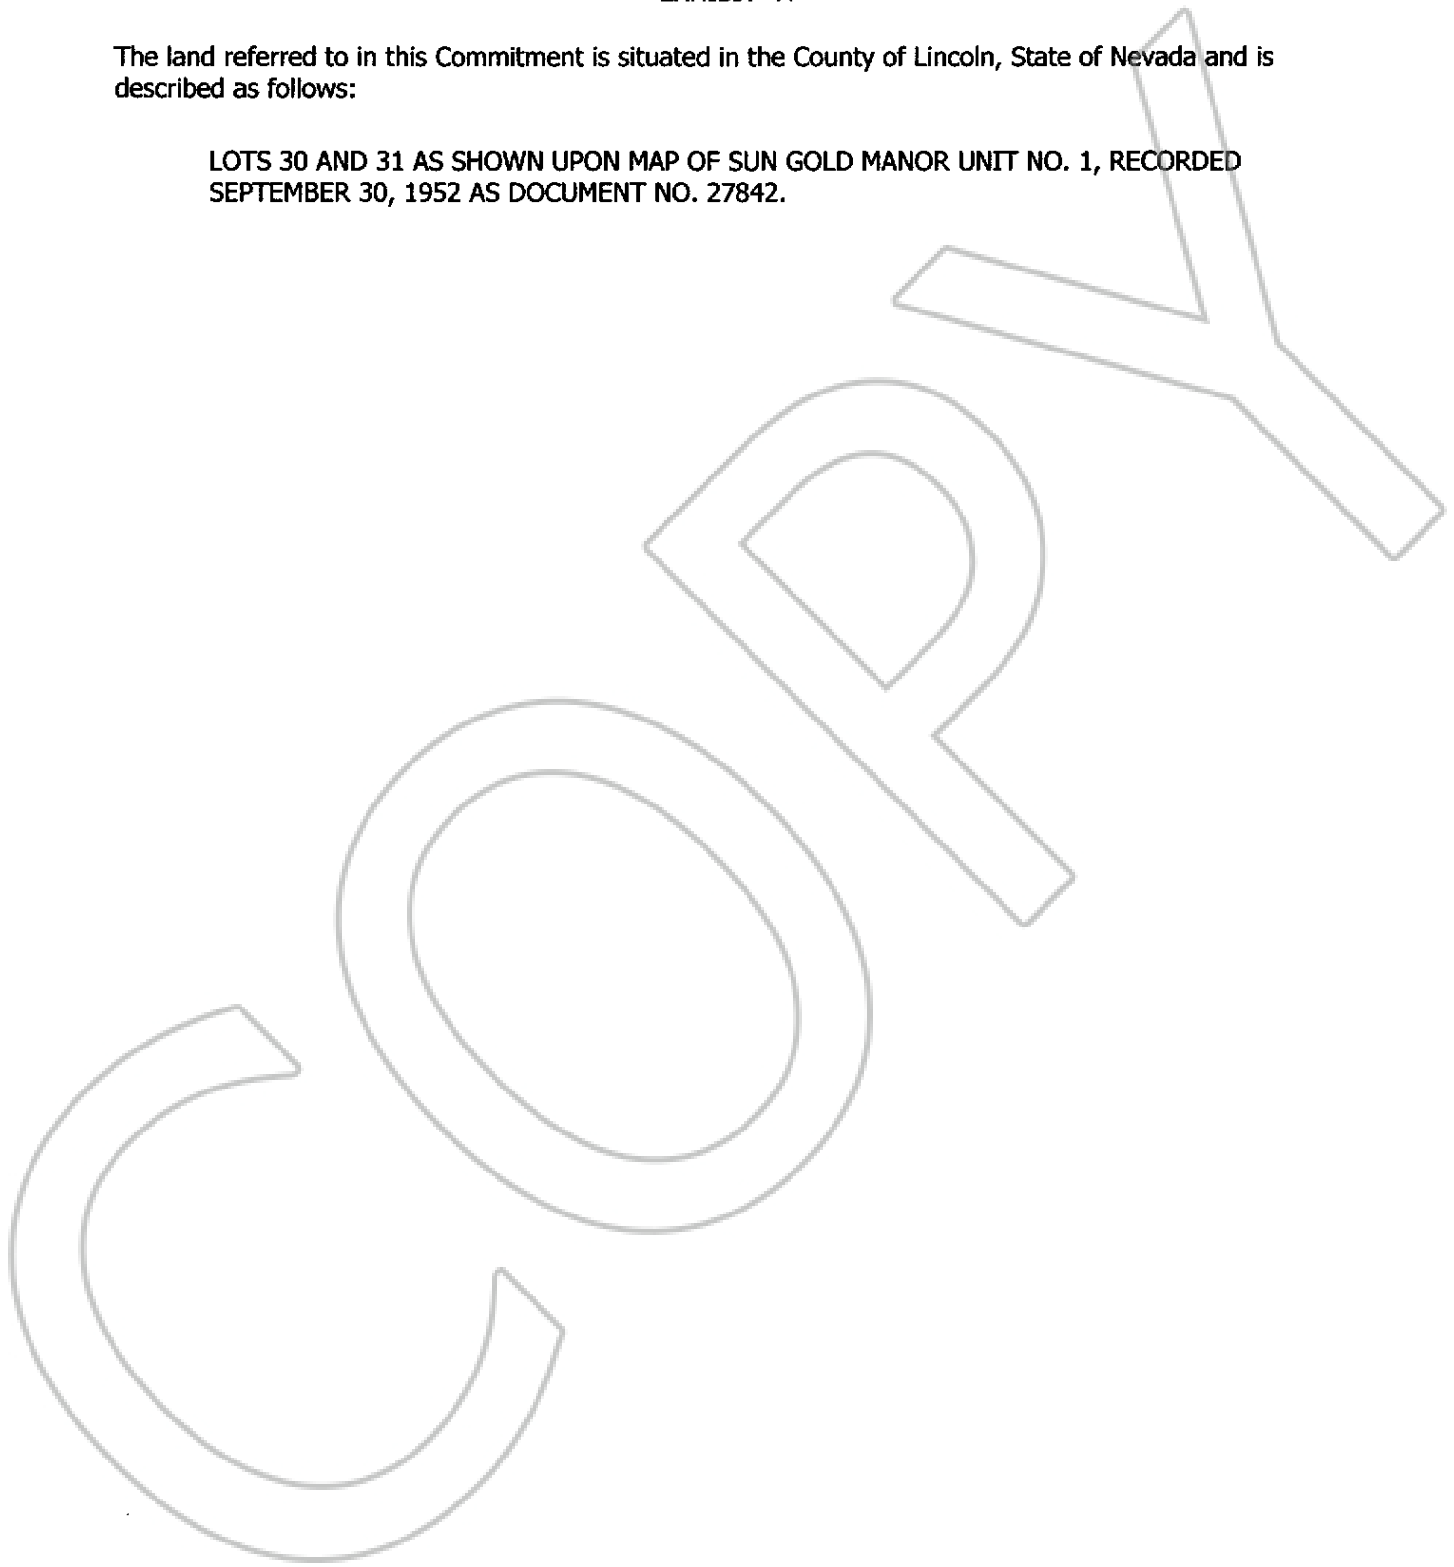 The land referred to in this Commitment is situated in the County of Lincoln, State of Nevada and is
described as follows:
LOTS 30 AND 31 AS SHOWN UPON MAP OF SUN GOLD MANOR UNIT NO. 1, RECORDED
SEPTEMBER 30, 1952 AS DOCUMENT NO. 27842.
COPY